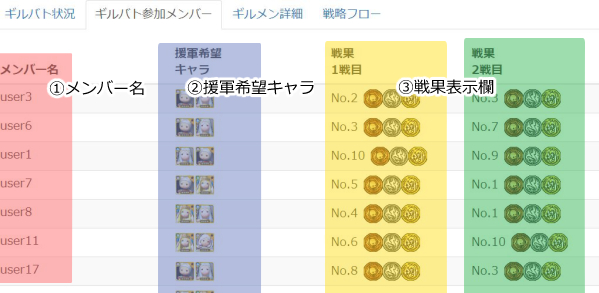 ギルバト状況 ギルバト参加メンバー ギルメン詳細 戦略フロー
メンバー名 援軍希望 キャラ 戦果 1戦目 戦果 2戦目
①メンバー名 ②援軍希望キャラ ③戦果表示欄
user3 No.2 No.3
user6 No.3 No.7
user1 No.10 No.9
user7 No.5 No.1
user8 No.4 No.1
user11 No.6 No.10
user17 No.8 No.3